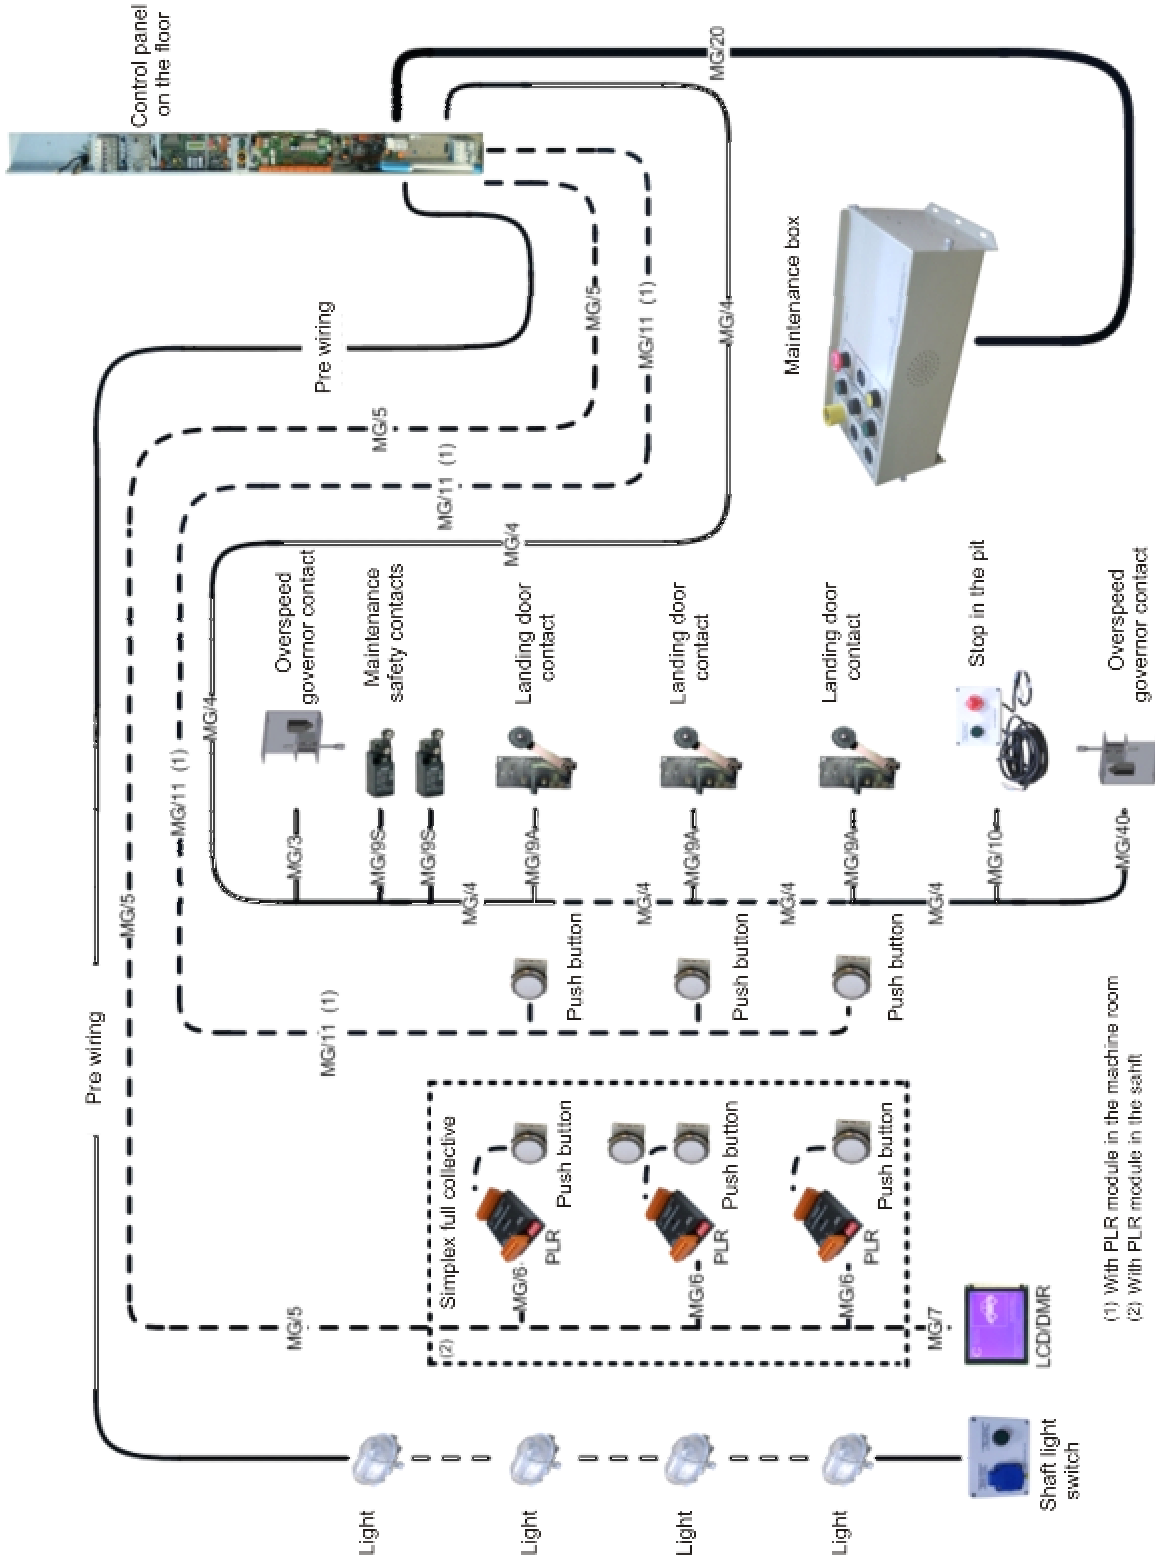 Control panel
on the floor
MG/20
Pre wiring
MG/5
MG/11 (1)
MG/4
Maintenance box
MG/5
MG/11 (1)
MG/4
Pre wiring
MG/5
MG/11 (1)
MG/4
Overspeed
governor contact
MG/3
Maintenance
safety contacts
MG/9S
MG/9S
Landing door
contact
MG/9A
Landing door
contact
MG/9A
Landing door
contact
MG/9A
Stop in the pit
MG/10
Overspeed
governor contact
MG/40
MG/4
MG/4
MG/4
MG/4
MG/11 (1)
Push button
Push button
Push button
Simplex full collective
(2)
MG/5
Push button
PLR
MG/6
Push button
PLR
MG/6
Push button
PLR
MG/6
MG/7
LCD/DMR
Light
Light
Light
Light
Shaft light
switch
(1) With PLR module in the machine room
(2) With PLR module in the sahft